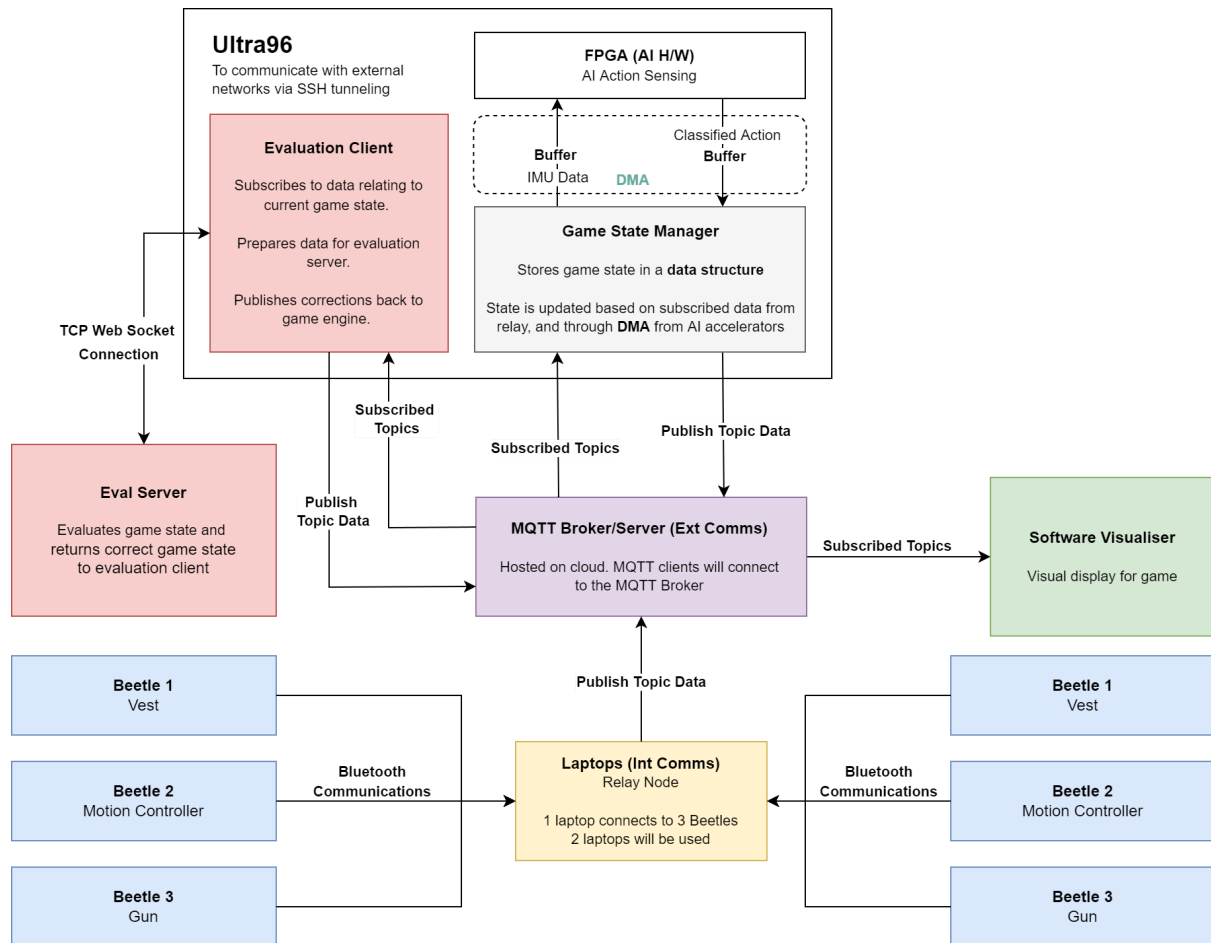 Ultra96
To communicate with external
networks via SSH tunneling
FPGA (AI H/W)
AI Action Sensing
Classified Action
Buffer
Buffer
IMU Data
DMA
Evaluation Client
Subscribes to data relating to
current game state.
Prepares data for evaluation
server.
Publishes corrections back to
game engine.
Game State Manager
Stores game state in a data structure
State is updated based on subscribed data from
relay, and through DMA from AI accelerators
TCP Web Socket
Connection
Subscribed
Topics
Subscribed Topics
Publish Topic Data
Publish
Topic Data
Eval Server
Evaluates game state and
returns correct game state
to evaluation client
MQTT Broker/Server (Ext Comms)
Hosted on cloud. MQTT clients will connect
to the MQTT Broker
Subscribed Topics
Software Visualiser
Visual display for game
Publish Topic Data
Beetle 1
Vest
Beetle 2
Motion Controller
Beetle 3
Gun
Bluetooth
Communications
Laptops (Int Comms)
Relay Node
1 laptop connects to 3 Beetles
2 laptops will be used
Bluetooth
Communications
Beetle 1
Vest
Beetle 2
Motion Controller
Beetle 3
Gun